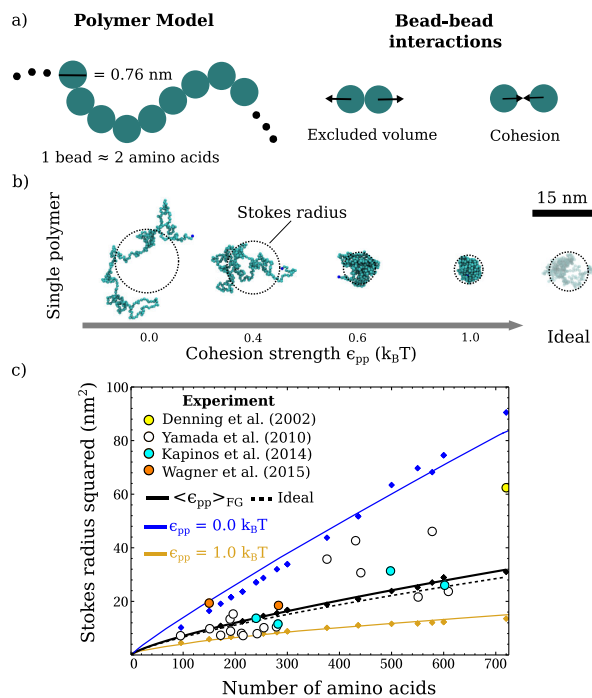 a)
Polymer Model
Bead-bead
interactions
= 0.76 nm
1 bead ≈ 2 amino acids
Excluded volume
Cohesion
b)
Single polymer
Stokes radius
15 nm
0.0
0.4
0.6
1.0
Ideal
Cohesion strength ϵpp (kBT)
c)
Stokes radius squared (nm²)
100
80
60
40
20
0
100
200
300
400
500
600
700
Number of amino acids
Experiment
Denning et al. (2002)
Yamada et al. (2010)
Kapinos et al. (2014)
Wagner et al. (2015)
<ϵpp>FG
Ideal
ϵpp = 0.0 kBT
ϵpp = 1.0 kBT